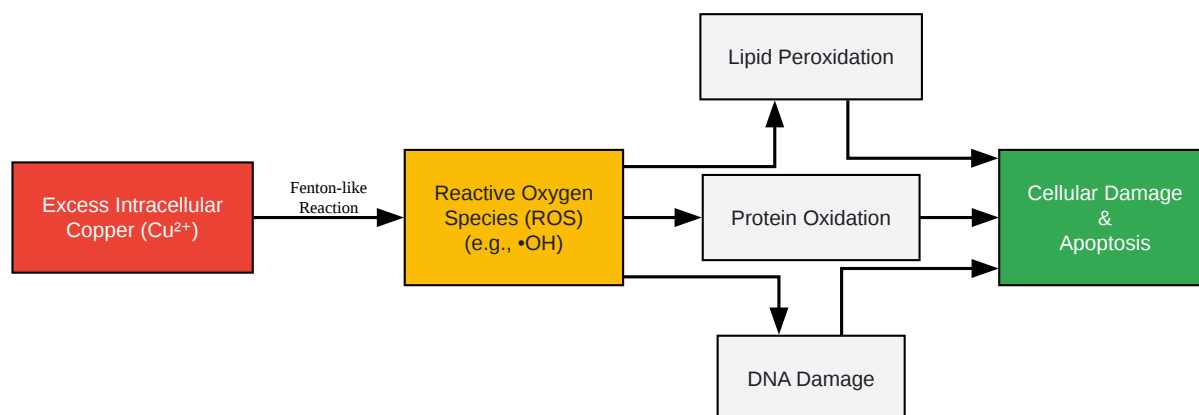 Excess Intracellular
Copper (Cu²⁺)
Fenton-like
Reaction
Reactive Oxygen
Species (ROS)
(e.g., •OH)
Lipid Peroxidation
Protein Oxidation
DNA Damage
Cellular Damage
&
Apoptosis